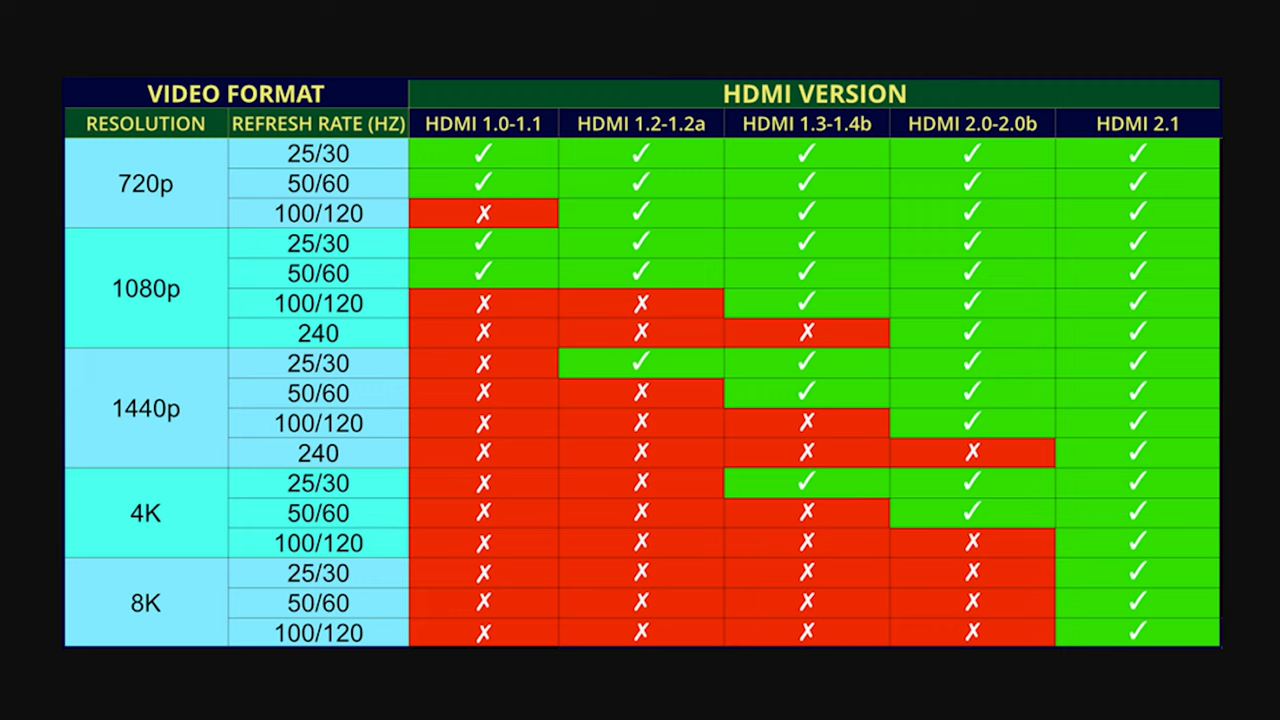 VIDEO FORMAT HDMI VERSION
RESOLUTION REFRESH RATE (HZ) HDMI 1.0-1.1 HDMI 1.2-1.2a HDMI 1.3-1.4b HDMI 2.0-2.0b HDMI 2.1
720p 25/30 ✓ ✓ ✓ ✓ ✓
50/60 ✓ ✓ ✓ ✓ ✓
100/120 ✗ ✓ ✓ ✓ ✓
1080p 25/30 ✓ ✓ ✓ ✓ ✓
50/60 ✓ ✓ ✓ ✓ ✓
100/120 ✗ ✗ ✓ ✓ ✓
240 ✗ ✗ ✗ ✓ ✓
1440p 25/30 ✗ ✓ ✓ ✓ ✓
50/60 ✗ ✗ ✓ ✓ ✓
100/120 ✗ ✗ ✗ ✓ ✓
240 ✗ ✗ ✗ ✗ ✓
4K 25/30 ✗ ✗ ✓ ✓ ✓
50/60 ✗ ✗ ✗ ✓ ✓
100/120 ✗ ✗ ✗ ✗ ✓
8K 25/30 ✗ ✗ ✗ ✗ ✓
50/60 ✗ ✗ ✗ ✗ ✓
100/120 ✗ ✗ ✗ ✗ ✓